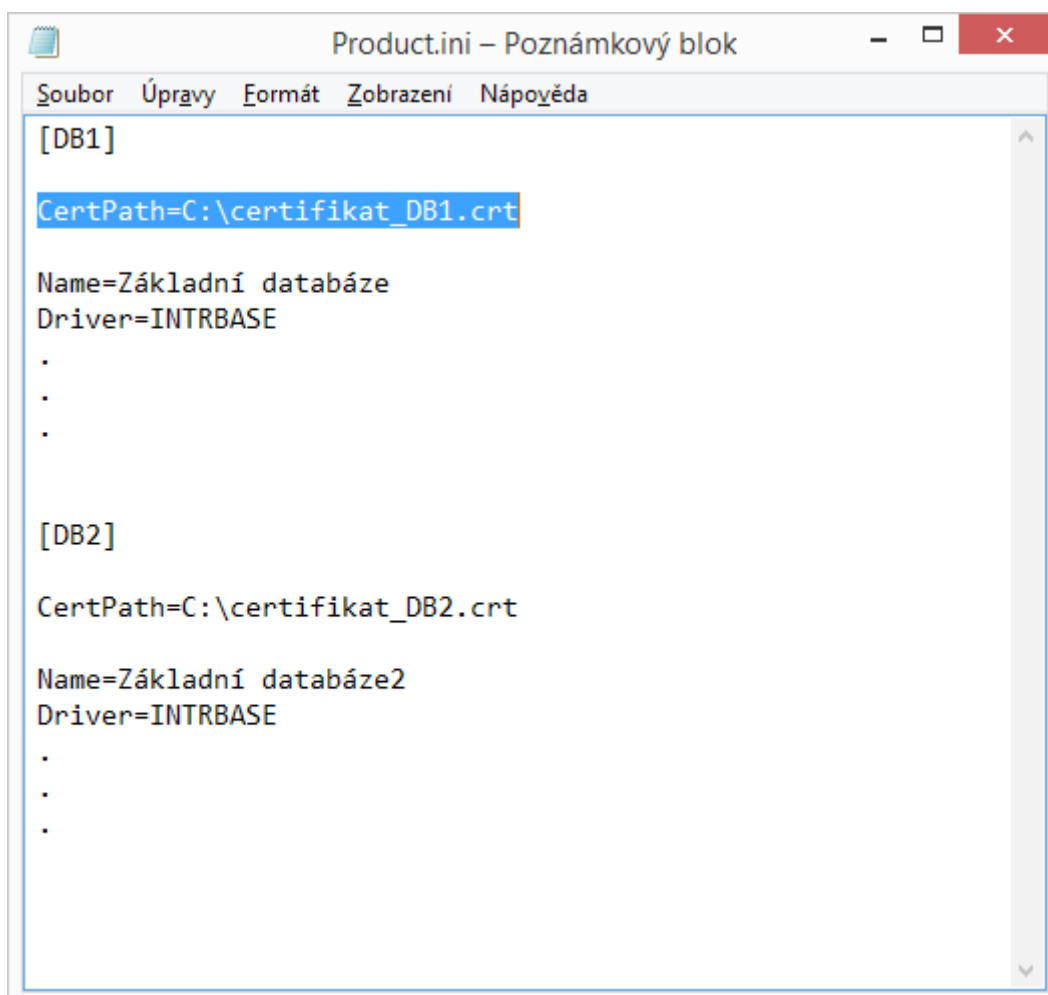 Product.ini – Poznámkový blok
Soubor Úpravy Formát Zobrazení Nápověda
[DB1]
CertPath=C:\certifikat_DB1.crt
Name=Základní databáze
Driver=INTRBASE
.
.
.
[DB2]
CertPath=C:\certifikat_DB2.crt
Name=Základní databáze2
Driver=INTRBASE
.
.
.